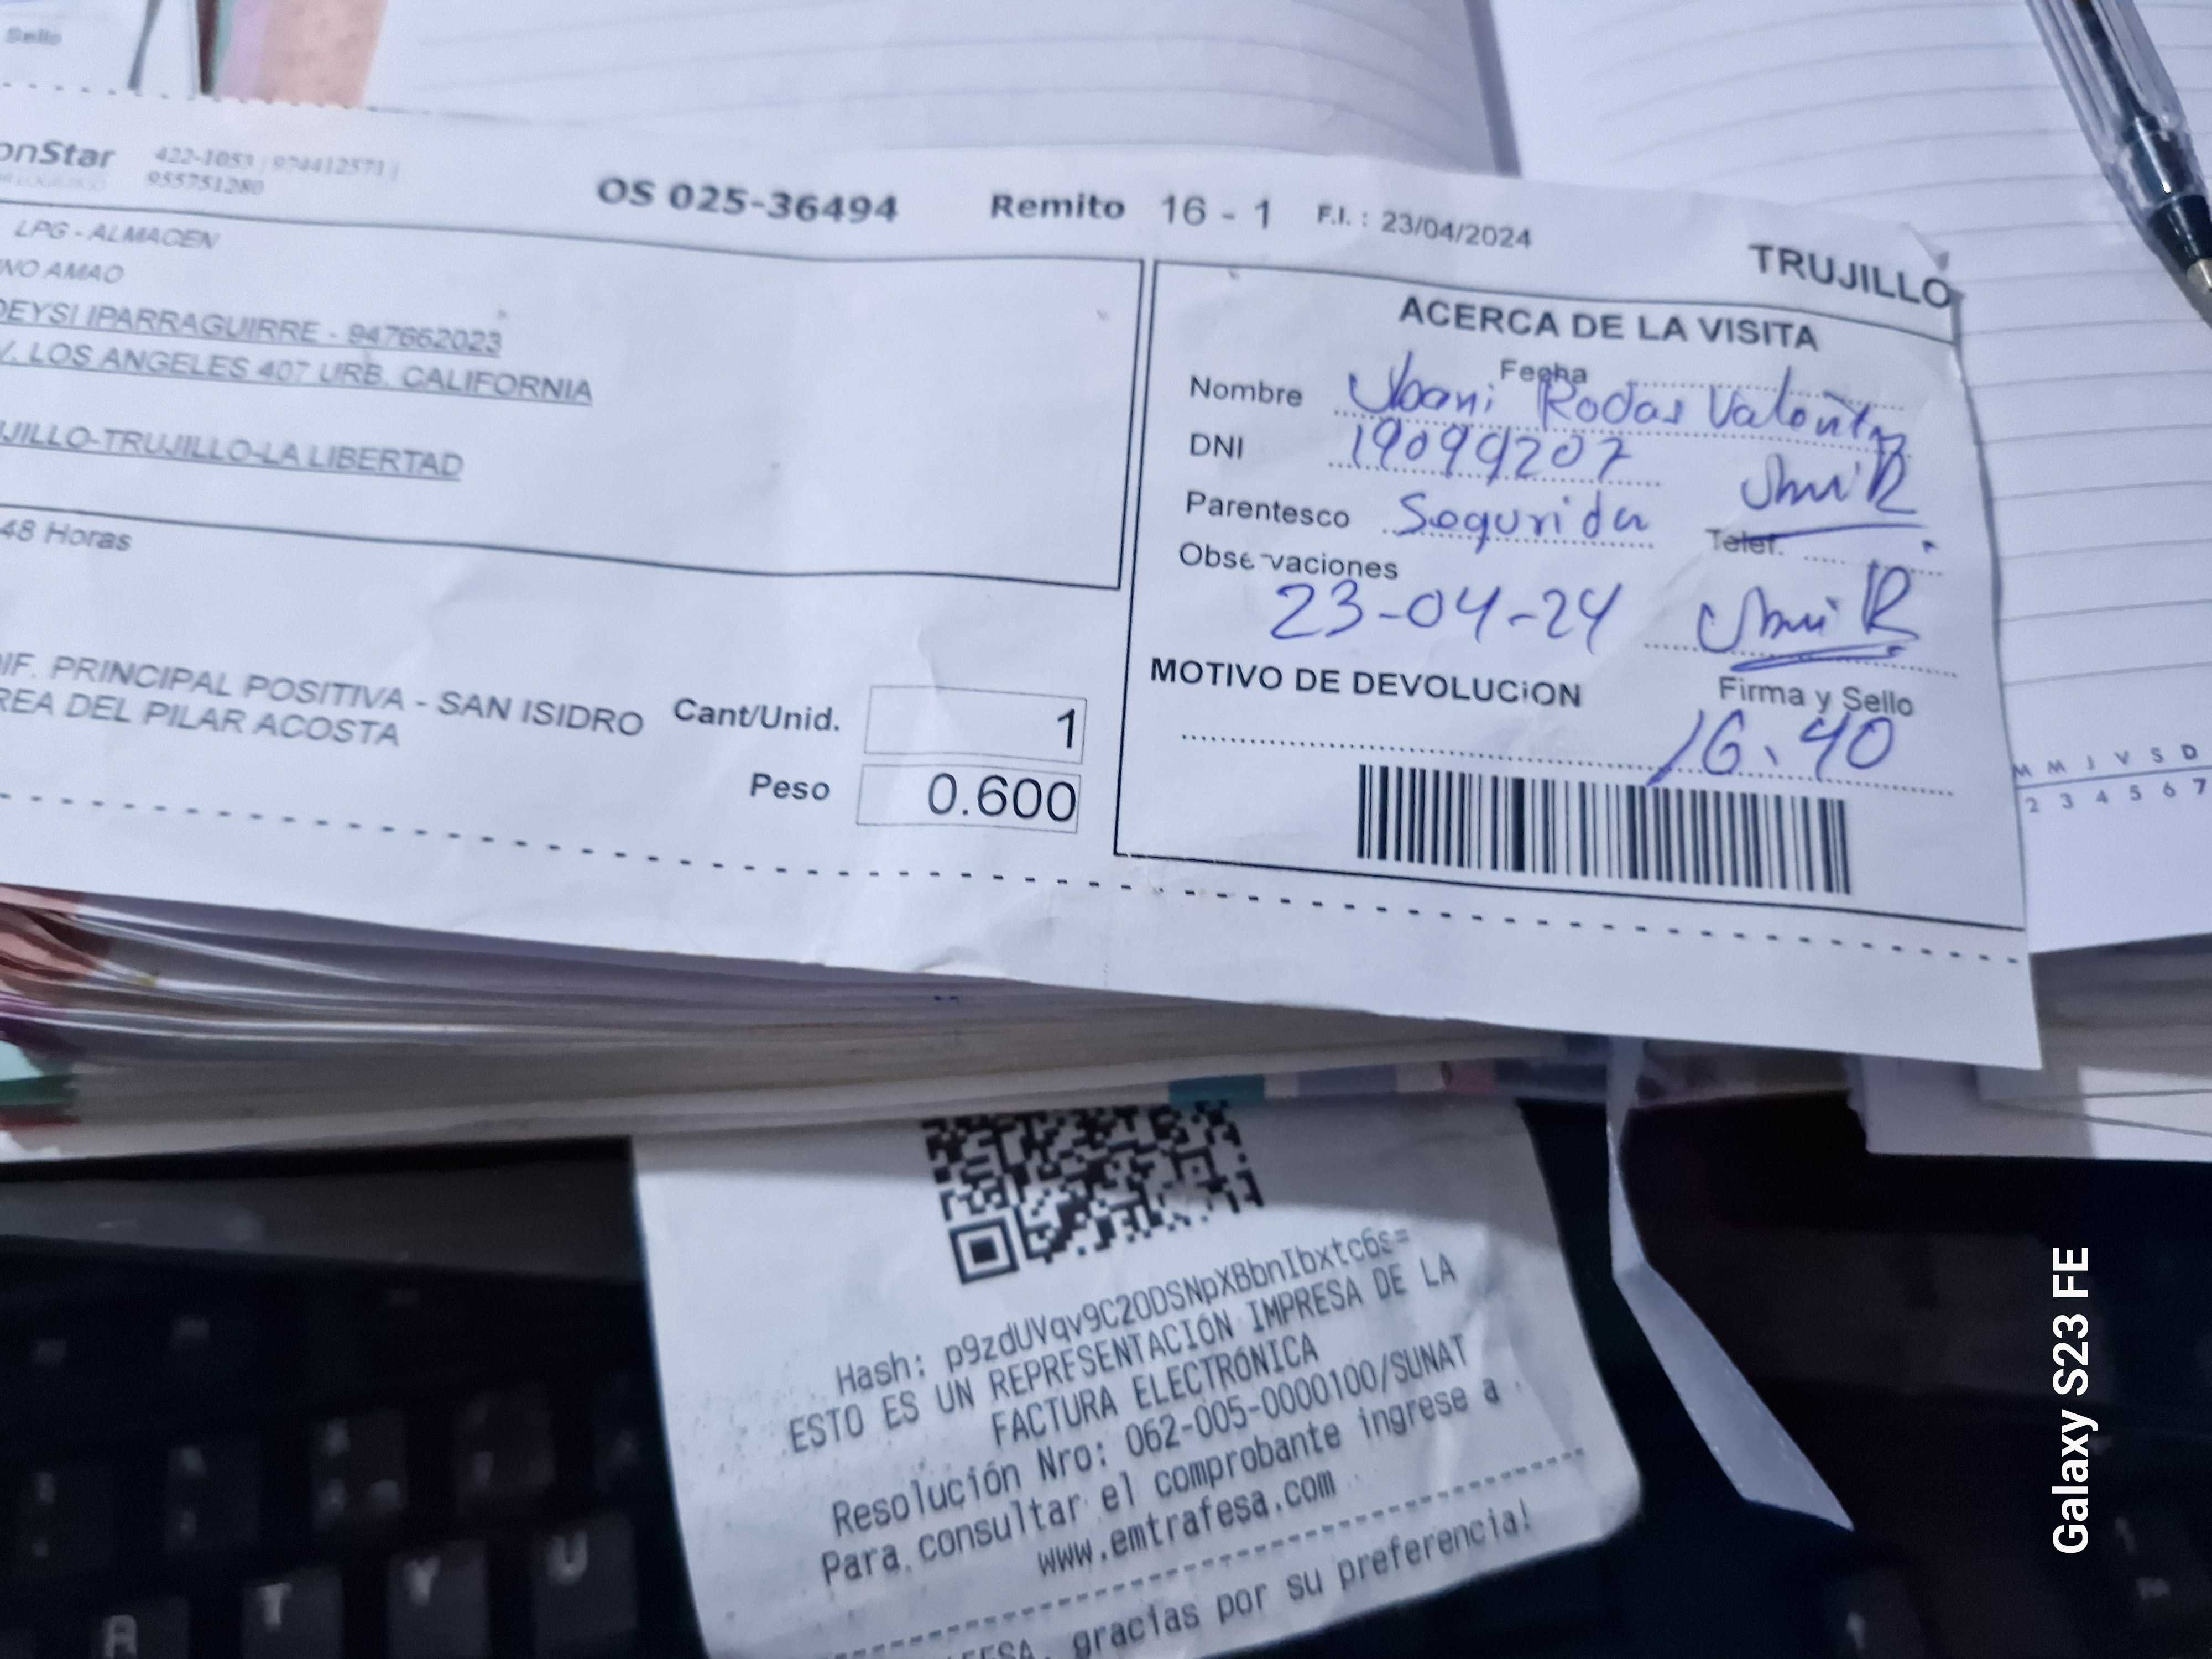 Sello
onStar 422-1053 | 974412571 |
955751280
OS 025-36494 Remito 16 - 1 F.I. : 23/04/2024
TRUJILLO
LPG - ALMACEN
NO AMAO
DEYSI IPARRAGUIRRE - 947662023
V. LOS ANGELES 407 URB. CALIFORNIA
JILLO-TRUJILLO-LA LIBERTAD
48 Horas
IF. PRINCIPAL POSITIVA - SAN ISIDRO
REA DEL PILAR ACOSTA
Cant/Unid. 1
Peso 0.600
ACERCA DE LA VISITA
Fecha
Nombre Rodas
DNI 19099207
Parentesco Segurida
Telef.
Observaciones
23-04-24
MOTIVO DE DEVOLUCiON
Firma y Sello
16.40
M M J V S D
2 3 4 5 6 7
Hash: p9zdUVqv9C2ODSNpXBbnIbxtc6s=
ESTO ES UN REPRESENTACIÓN IMPRESA DE LA
FACTURA ELECTRÓNICA
Resolución Nro: 062-005-0000100/SUNAT
Para consultar el comprobante ingrese a
www.emtrafesa.com
FESA, gracias por su preferencia!
A T Y U
Galaxy S23 FE